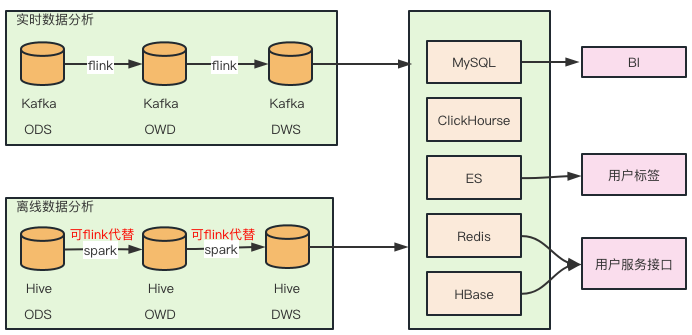 实时数据分析
flink
flink
Kafka
Kafka
Kafka
ODS
OWD
DWS
离线数据分析
可flink代替
可flink代替
spark
spark
Hive
Hive
Hive
ODS
OWD
DWS
MySQL
ClickHourse
ES
Redis
HBase
BI
用户标签
用户服务接口